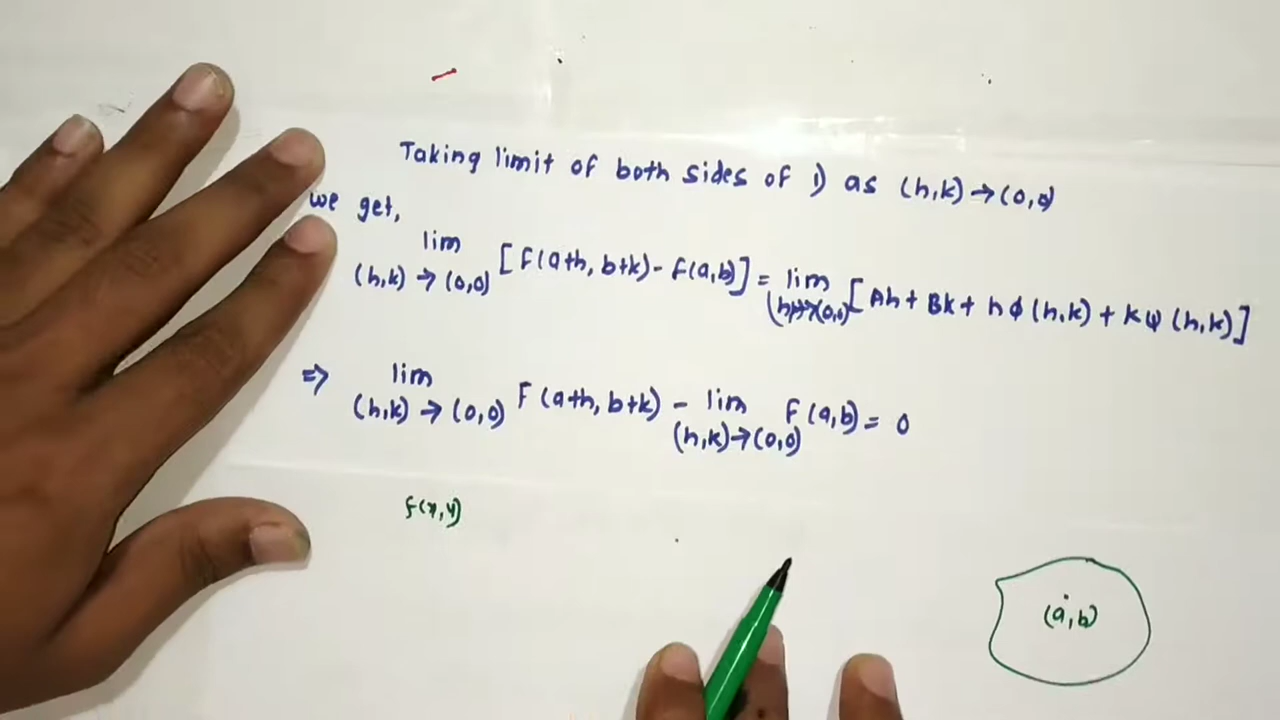 Taking limit of both sides of 1) as (h,k) → (0,0)
we get,
lim
(h,k) → (0,0) [f(a+h, b+k) - f(a,b)] = lim (h,k)→(0,0) [Ah + Bk + hϕ(h,k) + kψ(h,k)]
⇒ lim
(h,k) → (0,0) f(a+h, b+k) - lim (h,k)→(0,0) f(a,b) = 0
f(x,y)
(a,b)